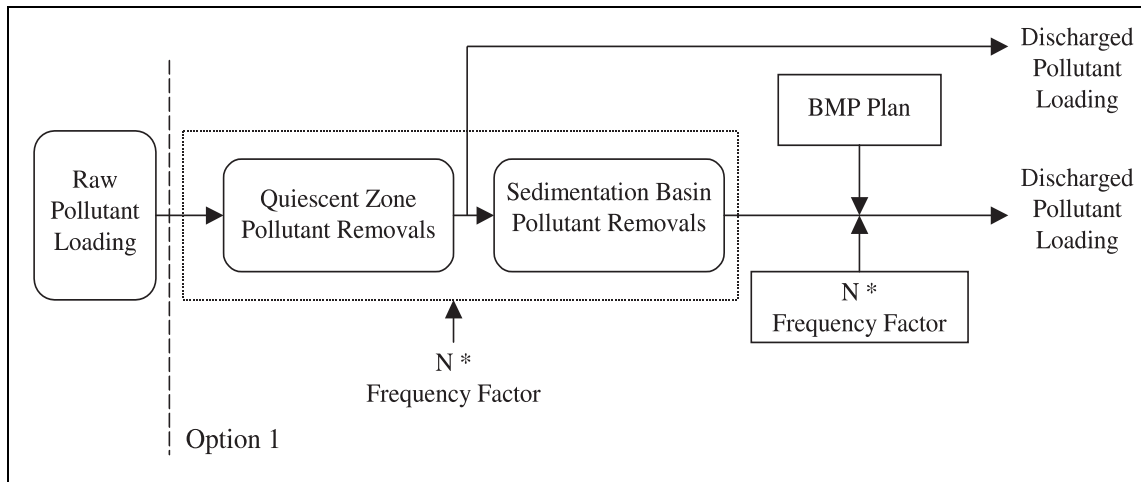 Discharged
Pollutant
Loading
BMP Plan
Raw
Pollutant
Loading
Quiescent Zone
Pollutant Removals
Sedimentation Basin
Pollutant Removals
Discharged
Pollutant
Loading
N *
Frequency Factor
N *
Frequency Factor
Option 1